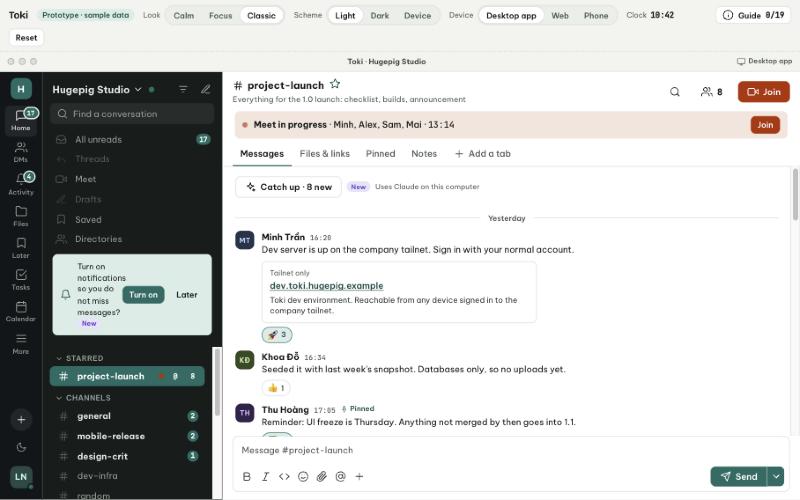 Toki Prototype · sample data Look Calm Focus Classic Scheme Light Dark Device Device Desktop app Web Phone Clock 10:42 Guide 0/19
Reset
Toki · Hugepig Studio Desktop app
H
17
Home
DMs
4
Activity
Files
Later
Tasks
Calendar
More
LN
Hugepig Studio
Find a conversation
All unreads 17
Threads
Meet
Drafts
Saved
Directories
Turn on
notifications
so you do
not miss
messages?
New
Turn on Later
STARRED
# project-launch @ 8
CHANNELS
# general 2
# mobile-release 2
# design-crit 1
# dev-infra
# random
# project-launch
Everything for the 1.0 launch: checklist, builds, announcement
8 Join
Meet in progress · Minh, Alex, Sam, Mai · 13:14 Join
Messages Files & links Pinned Notes + Add a tab
Catch up · 8 new New Uses Claude on this computer
Yesterday
MT Minh Trần 16:20
Dev server is up on the company tailnet. Sign in with your normal account.
Tailnet only
dev.toki.hugepig.example
Toki dev environment. Reachable from any device signed in to the
company tailnet.
🚀 3
KĐ Khoa Đỗ 16:34
Seeded it with last week's snapshot. Databases only, so no uploads yet.
👍 1
TH Thu Hoàng 17:05 Pinned
Reminder: UI freeze is Thursday. Anything not merged by then goes into 1.1.
Message #project-launch
B I <> @ +
Send